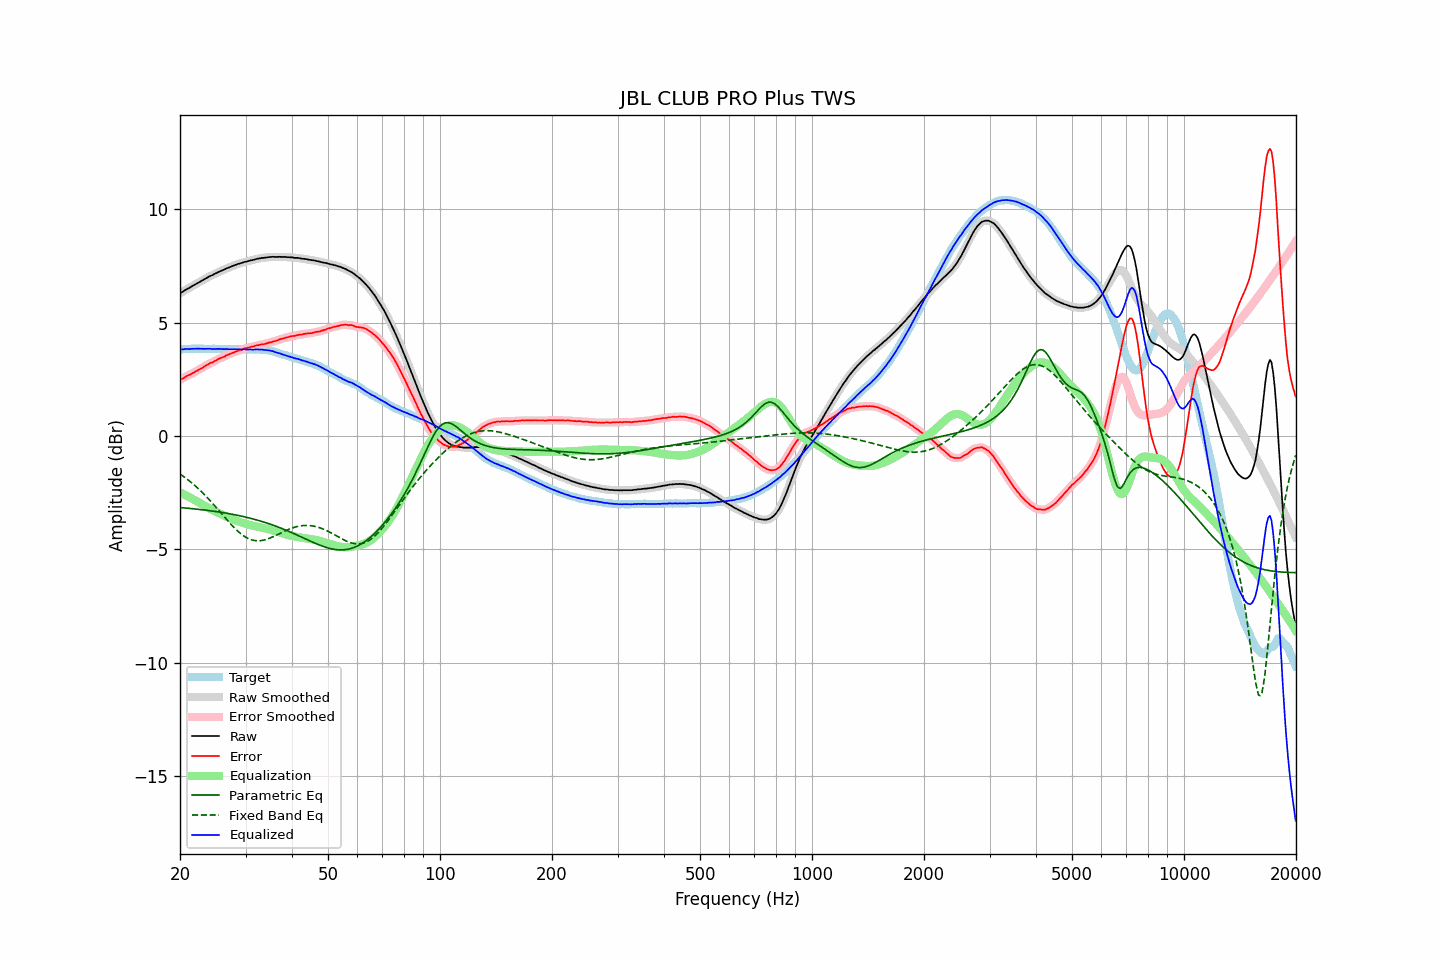 JBL CLUB PRO Plus TWS
Amplitude (dBr)
10
5
0
−5
−10
−15
Target
Raw Smoothed
Error Smoothed
Raw
Error
Equalization
Parametric Eq
Fixed Band Eq
Equalized
20 50 100 200 500 1000 2000 5000 10000 20000
Frequency (Hz)